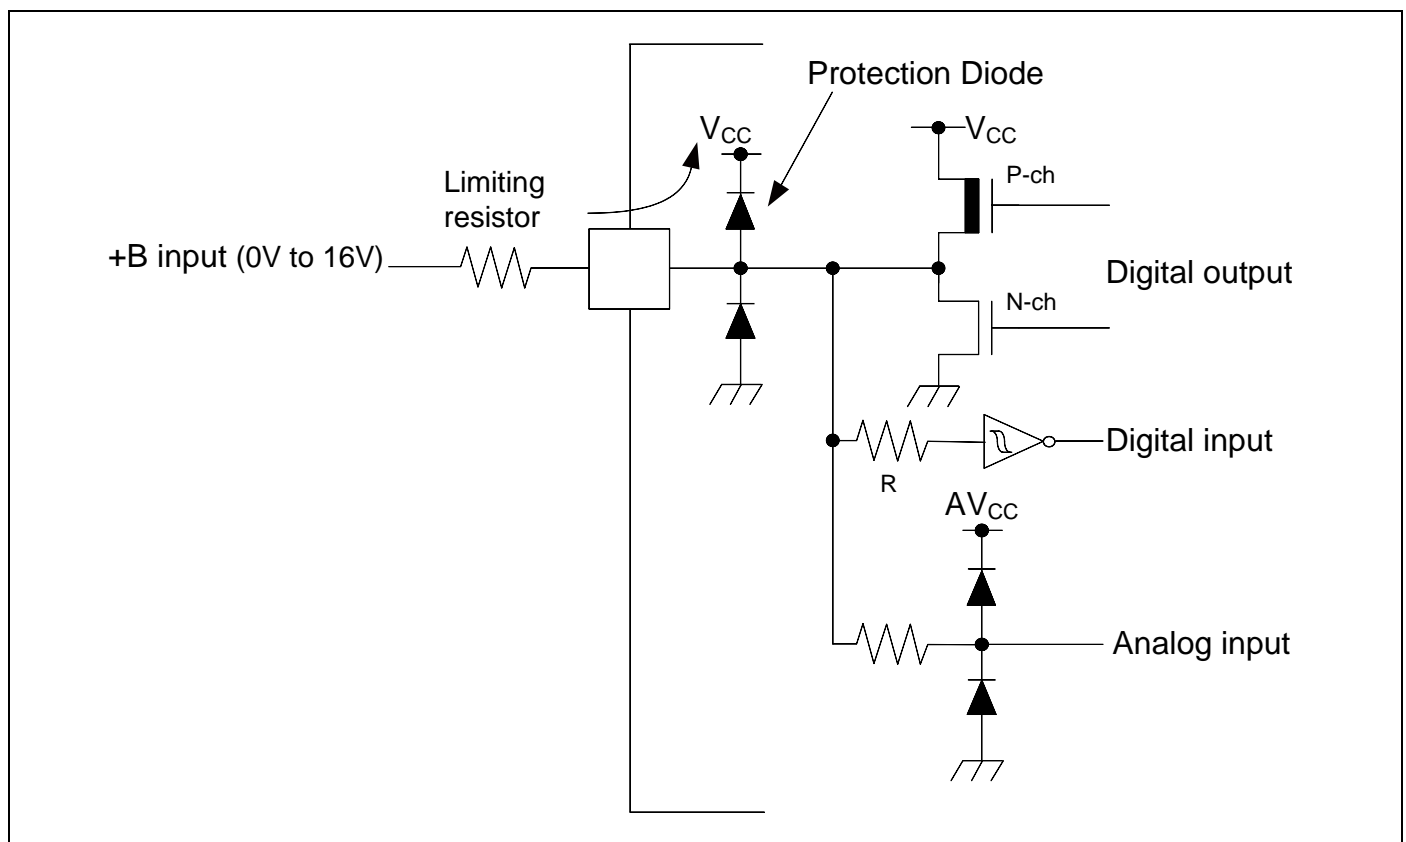 Protection Diode
VCC
VCC
P-ch
Limiting
resistor
+B input (0V to 16V)
Digital output
N-ch
Digital input
R
AVCC
Analog input